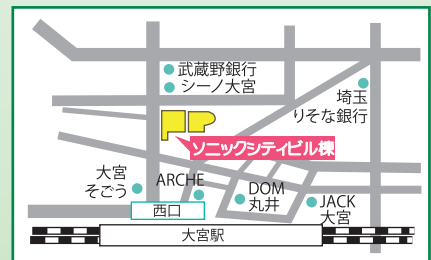 武蔵野銀行
シーノ大宮
埼玉
りそな銀行
ソニックシティビル棟
大宮
そごう
ARCHE
DOM
丸井
JACK
大宮
西口
大宮駅